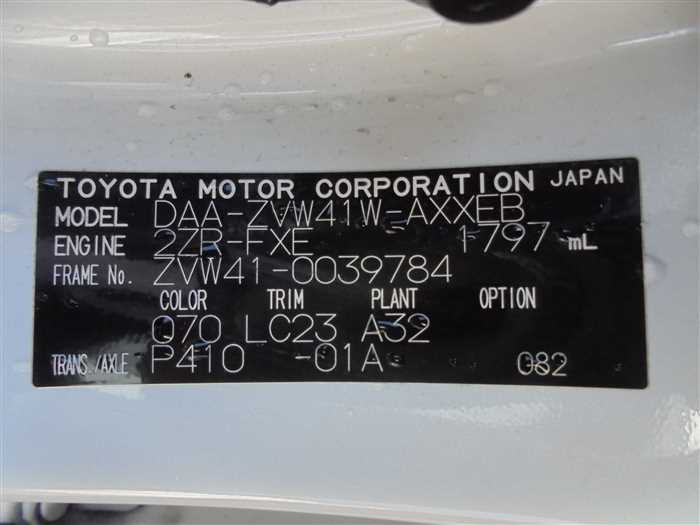 TOYOTA MOTOR CORPORATION JAPAN
MODEL DAA-ZVW41W-AXXEB
ENGINE 2ZR-FXE 1797 mL
FRAME No. ZVW41-0039784
COLOR TRIM PLANT OPTION
070 LC23 A32
TRANS./AXLE P410 -01A 082